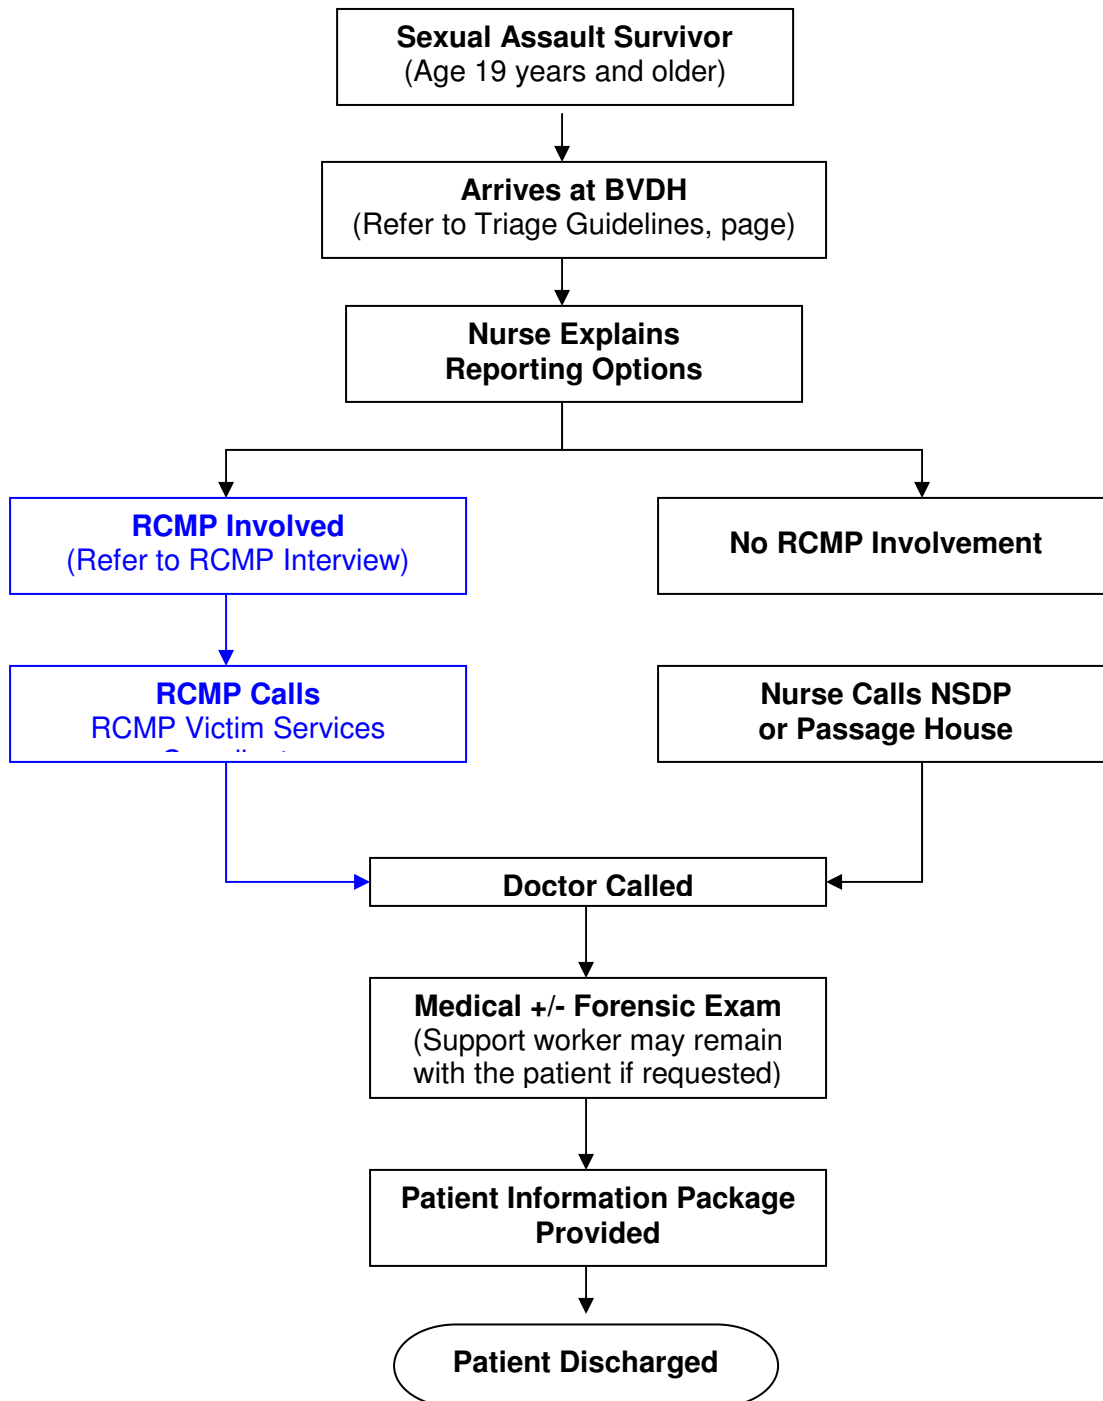 Sexual Assault Survivor
(Age 19 years and older)
Arrives at BVDH
(Refer to Triage Guidelines, page)
Nurse Explains
Reporting Options
RCMP Involved
(Refer to RCMP Interview)
No RCMP Involvement
RCMP Calls
RCMP Victim Services
Nurse Calls NSDP
or Passage House
Doctor Called
Medical +/- Forensic Exam
(Support worker may remain
with the patient if requested)
Patient Information Package
Provided
Patient Discharged